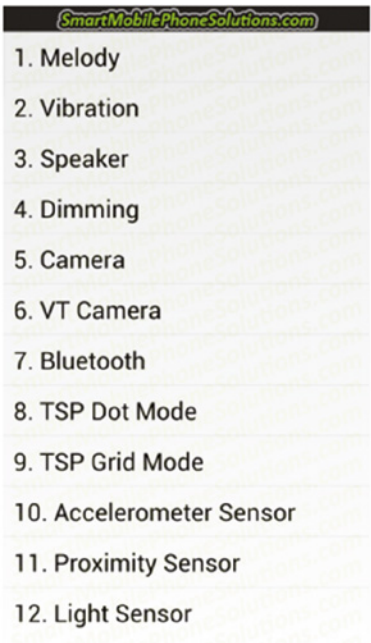 SmartMobilePhoneSolutions.com
1. Melody
2. Vibration
3. Speaker
4. Dimming
5. Camera
6. VT Camera
7. Bluetooth
8. TSP Dot Mode
9. TSP Grid Mode
10. Accelerometer Sensor
11. Proximity Sensor
12. Light Sensor